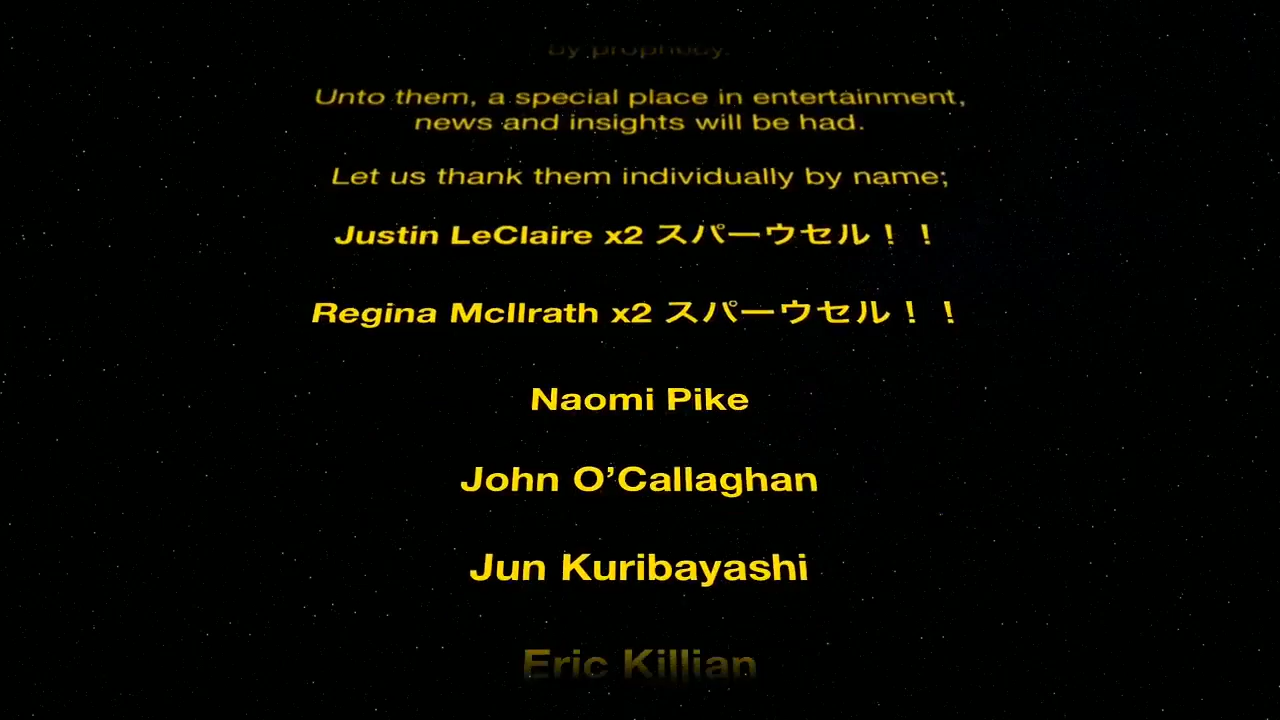 by prophecy.
Unto them, a special place in entertainment,
news and insights will be had.
Let us thank them individually by name;
Justin LeClaire x2 スパーウセル！！
Regina McIlrath x2 スパーウセル！！
Naomi Pike
John O’Callaghan
Jun Kuribayashi
Eric Killian